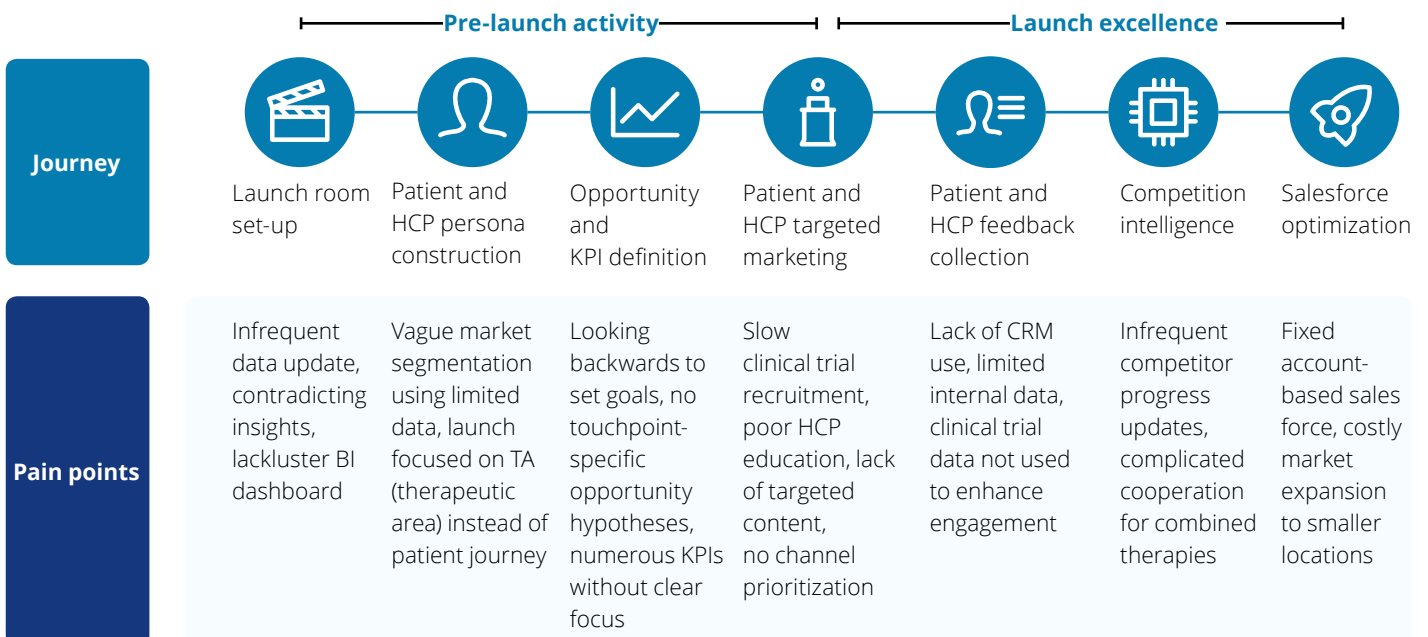 Pre-launch activity
Launch excellence
Journey
Launch room
set-up
Patient and
HCP persona
construction
Opportunity
and
KPI definition
Patient and
HCP targeted
marketing
Patient and
HCP feedback
collection
Competition
intelligence
Salesforce
optimization
Pain points
Infrequent
data update,
contradicting
insights,
lackluster BI
dashboard
Vague market
segmentation
using limited
data, launch
focused on TA
(therapeutic
area) instead of
patient journey
Looking
backwards to
set goals, no
touchpoint-
specific
opportunity
hypotheses,
numerous KPIs
without clear
focus
Slow
clinical trial
recruitment,
poor HCP
education, lack
of targeted
content,
no channel
prioritization
Lack of CRM
use, limited
internal data,
clinical trial
data not used
to enhance
engagement
Infrequent
competitor
progress
updates,
complicated
cooperation
for combined
therapies
Fixed
account-
based sales
force, costly
market
expansion
to smaller
locations